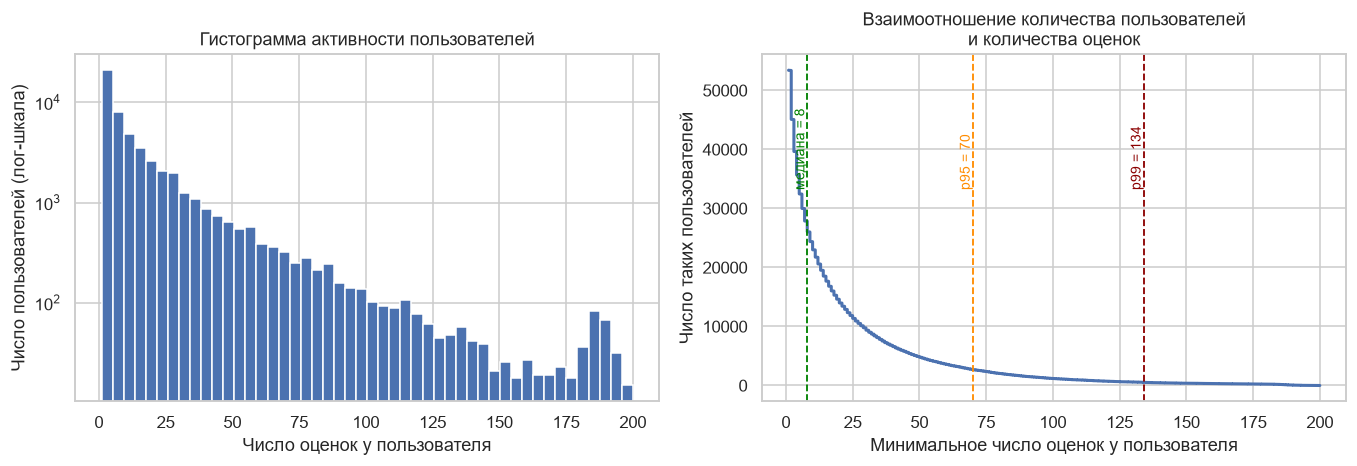 Гистограмма активности пользователей
Число пользователей (лог-шкала)
10^4
10^3
10^2
0 25 50 75 100 125 150 175 200
Число оценок у пользователя
Взаимоотношение количества пользователей
и количества оценок
Число таких пользователей
50000
40000
30000
20000
10000
0
медиана = 8
p95 = 70
p99 = 134
0 25 50 75 100 125 150 175 200
Минимальное число оценок у пользователя